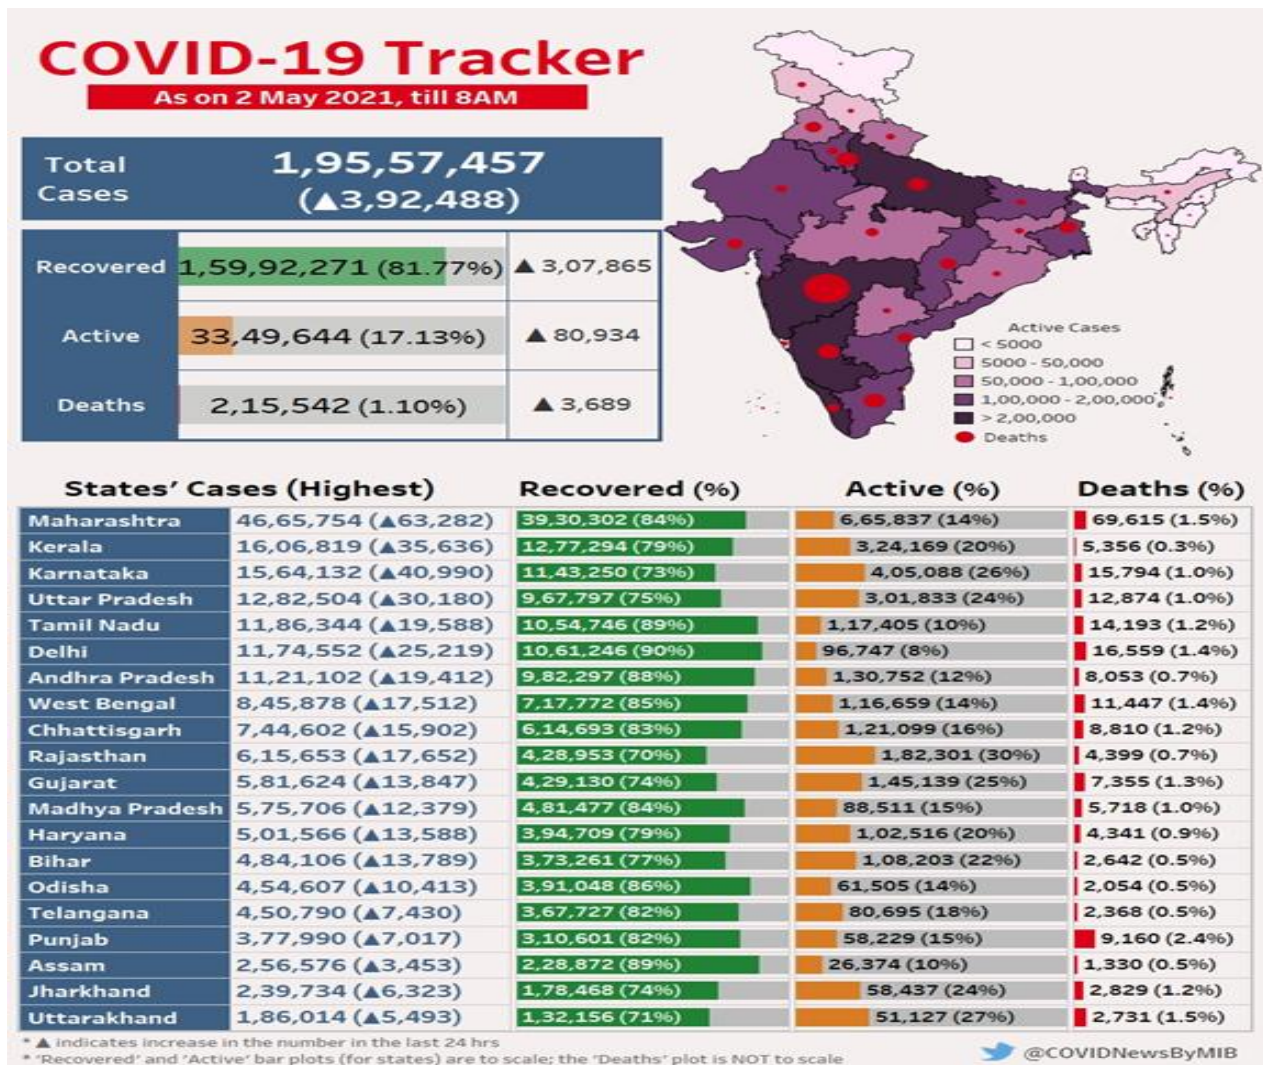 COVID-19 Tracker
As on 2 May 2021, till 8AM
Total Cases
1,95,57,457
(▲3,92,488)
Recovered 1,59,92,271 (81.77%) ▲ 3,07,865
Active 33,49,644 (17.13%) ▲ 80,934
Deaths 2,15,542 (1.10%) ▲ 3,689
Active Cases
< 5000
5000 - 50,000
50,000 - 1,00,000
1,00,000 - 2,00,000
> 2,00,000
Deaths
States' Cases (Highest) Recovered (%) Active (%) Deaths (%)
Maharashtra 46,65,754 (▲63,282) 39,30,302 (84%) 6,65,837 (14%) 69,615 (1.5%)
Kerala 16,06,819 (▲35,636) 12,77,294 (79%) 3,24,169 (20%) 5,356 (0.3%)
Karnataka 15,64,132 (▲40,990) 11,43,250 (73%) 4,05,088 (26%) 15,794 (1.0%)
Uttar Pradesh 12,82,504 (▲30,180) 9,67,797 (75%) 3,01,833 (24%) 12,874 (1.0%)
Tamil Nadu 11,86,344 (▲19,588) 10,54,746 (89%) 1,17,405 (10%) 14,193 (1.2%)
Delhi 11,74,552 (▲25,219) 10,61,246 (90%) 96,747 (8%) 16,559 (1.4%)
Andhra Pradesh 11,21,102 (▲19,412) 9,82,297 (88%) 1,30,752 (12%) 8,053 (0.7%)
West Bengal 8,45,878 (▲17,512) 7,17,772 (85%) 1,16,659 (14%) 11,447 (1.4%)
Chhattisgarh 7,44,602 (▲15,902) 6,14,693 (83%) 1,21,099 (16%) 8,810 (1.2%)
Rajasthan 6,15,653 (▲17,652) 4,28,953 (70%) 1,82,301 (30%) 4,399 (0.7%)
Gujarat 5,81,624 (▲13,847) 4,29,130 (74%) 1,45,139 (25%) 7,355 (1.3%)
Madhya Pradesh 5,75,706 (▲12,379) 4,81,477 (84%) 88,511 (15%) 5,718 (1.0%)
Haryana 5,01,566 (▲13,588) 3,94,709 (79%) 1,02,516 (20%) 4,341 (0.9%)
Bihar 4,84,106 (▲13,789) 3,73,261 (77%) 1,08,203 (22%) 2,642 (0.5%)
Odisha 4,54,607 (▲10,413) 3,91,048 (86%) 61,505 (14%) 2,054 (0.5%)
Telangana 4,50,790 (▲7,430) 3,67,727 (82%) 80,695 (18%) 2,368 (0.5%)
Punjab 3,77,990 (▲7,017) 3,10,601 (82%) 58,229 (15%) 9,160 (2.4%)
Assam 2,56,576 (▲3,453) 2,28,872 (89%) 26,374 (10%) 1,330 (0.5%)
Jharkhand 2,39,734 (▲6,323) 1,78,468 (74%) 58,437 (24%) 2,829 (1.2%)
Uttarakhand 1,86,014 (▲5,493) 1,32,156 (71%) 51,127 (27%) 2,731 (1.5%)
* ▲ indicates increase in the number in the last 24 hrs
* 'Recovered' and 'Active' bar plots (for states) are to scale; the 'Deaths' plot is NOT to scale
@COVIDNewsByMIB